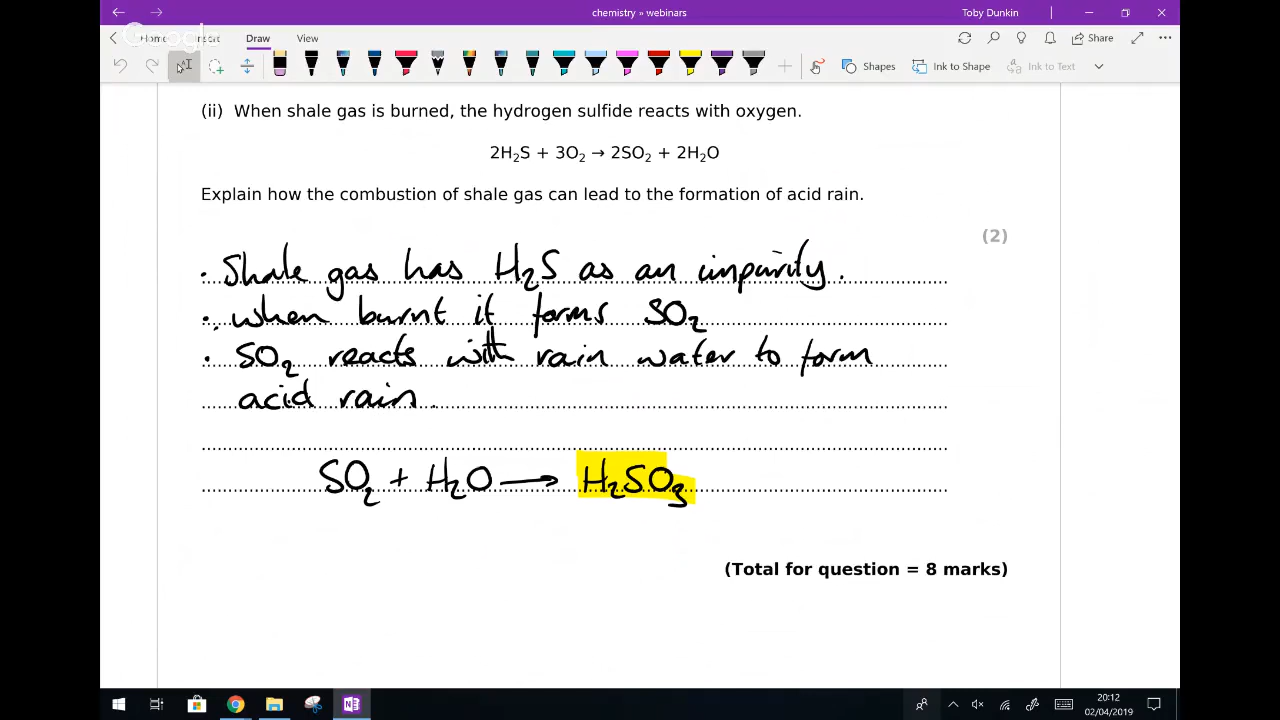 chemistry » webinars
Toby Dunkin
Home
Draw
View
Share
Shapes
Ink to Shape
Ink to Text
(ii) When shale gas is burned, the hydrogen sulfide reacts with oxygen.
2H₂S + 3O₂ → 2SO₂ + 2H₂O
Explain how the combustion of shale gas can lead to the formation of acid rain.
(2)
· Shale gas has H₂S as an impurity.
· when burnt it forms SO₂
· SO₂ reacts with rain water to form
acid rain.
SO₂ + H₂O → H₂SO₃
(Total for question = 8 marks)
20:12
02/04/2019